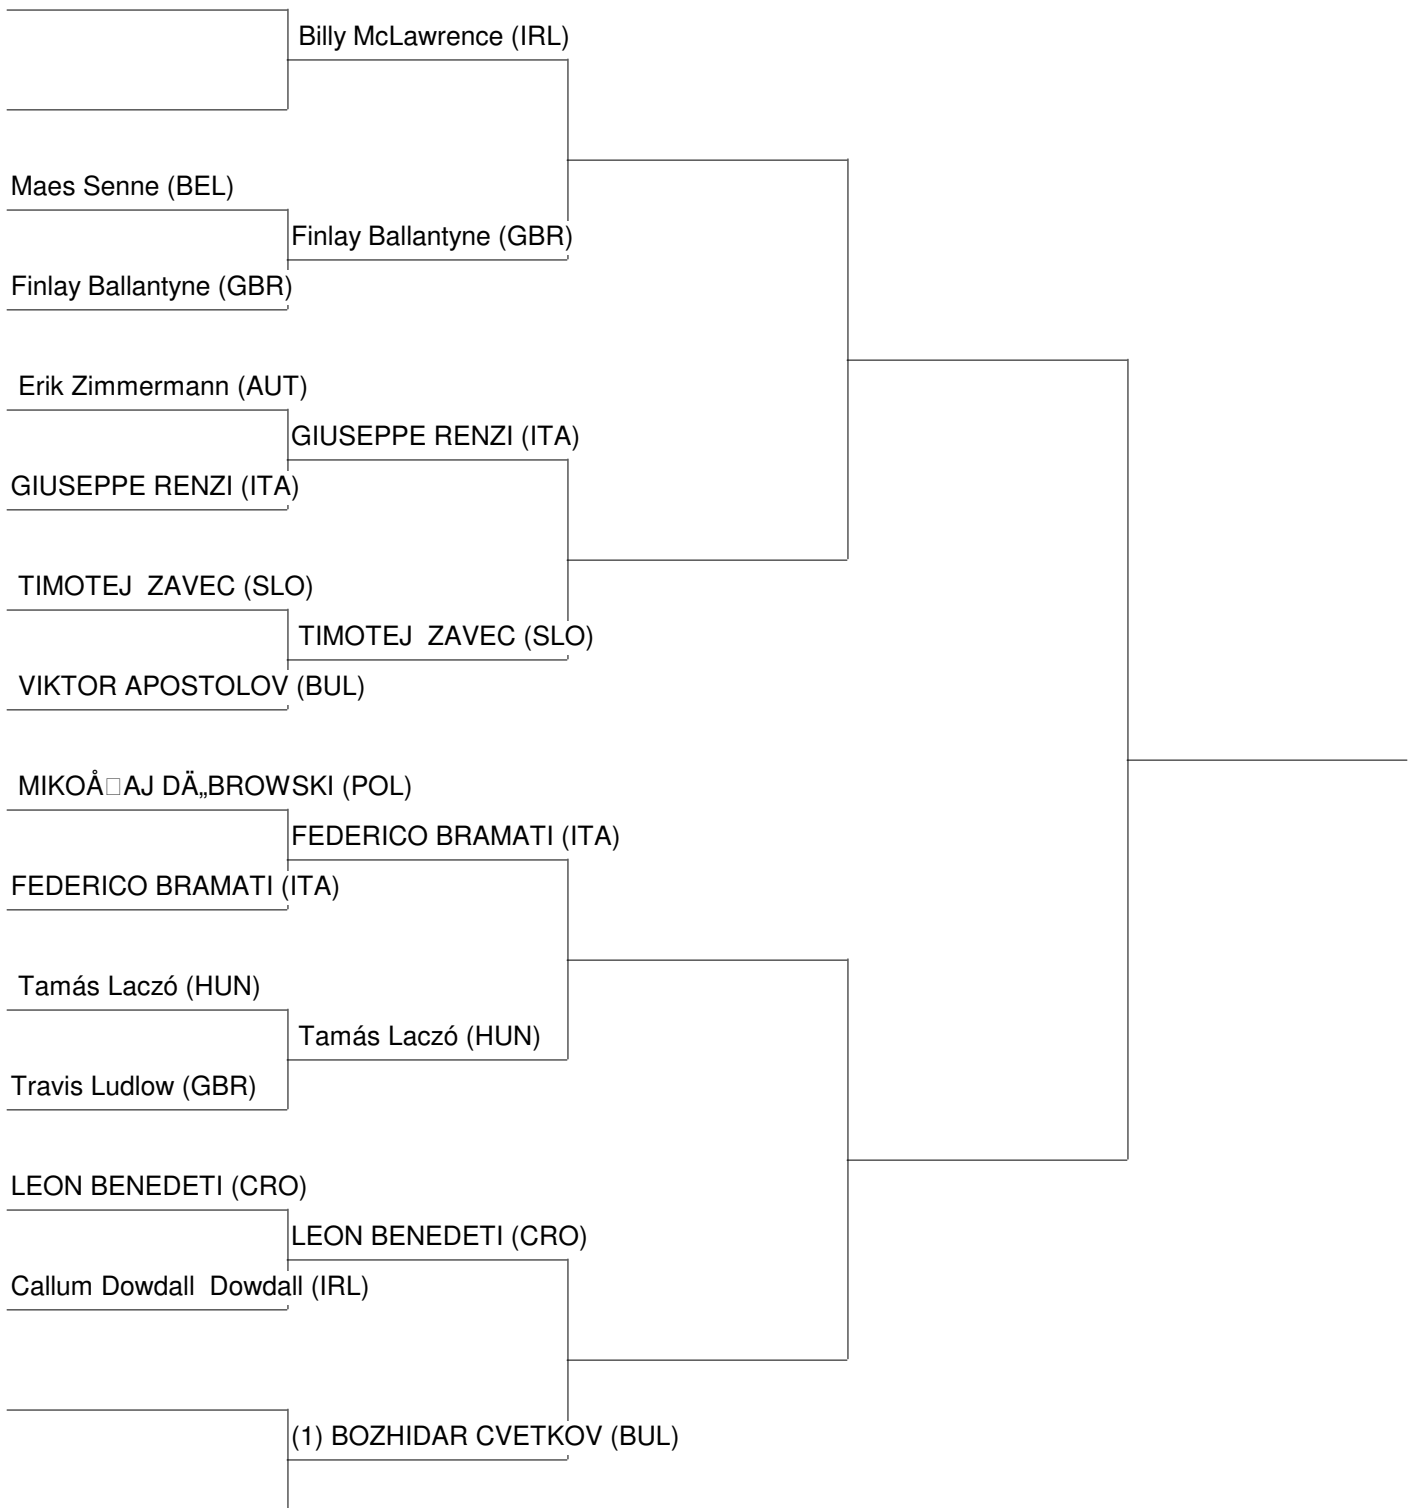 Billy McLawrence (IRL)
Maes Senne (BEL)
Finlay Ballantyne (GBR)
Finlay Ballantyne (GBR)
Erik Zimmermann (AUT)
GIUSEPPE RENZI (ITA)
GIUSEPPE RENZI (ITA)
TIMOTEJ  ZAVEC (SLO)
TIMOTEJ  ZAVEC (SLO)
VIKTOR APOSTOLOV (BUL)
MIKOÅ□AJ DÄ„BROWSKI (POL)
FEDERICO BRAMATI (ITA)
FEDERICO BRAMATI (ITA)
Tamás Laczó (HUN)
Tamás Laczó (HUN)
Travis Ludlow (GBR)
LEON BENEDETI (CRO)
LEON BENEDETI (CRO)
Callum Dowdall  Dowdall (IRL)
(1) BOZHIDAR CVETKOV (BUL)